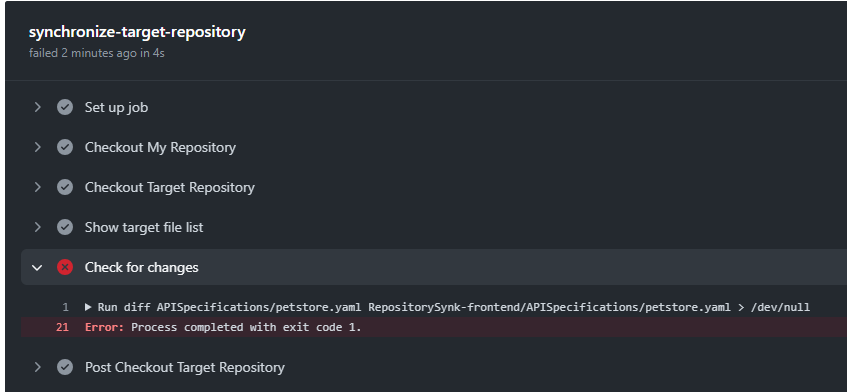 synchronize-target-repository
failed 2 minutes ago in 4s
Set up job
Checkout My Repository
Checkout Target Repository
Show target file list
Check for changes
1 Run diff APISpecifications/petstore.yaml RepositorySynk-frontend/APISpecifications/petstore.yaml > /dev/null
21 Error: Process completed with exit code 1.
Post Checkout Target Repository